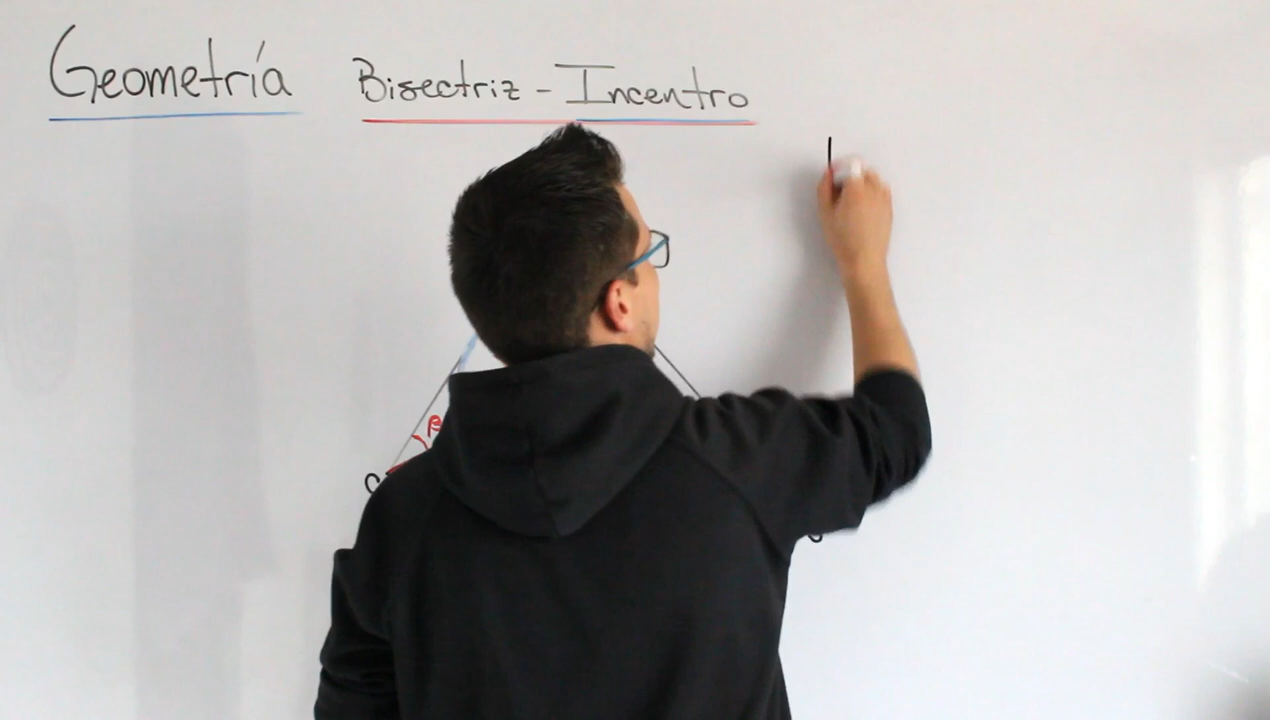 Geometría Bisectriz - Incentro
β